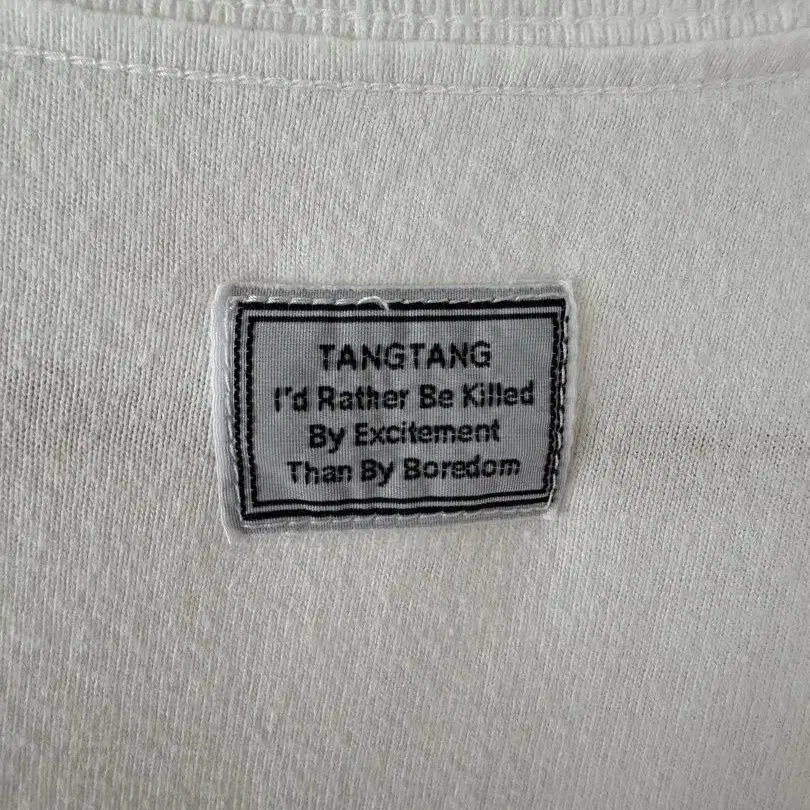 TANGTANG
I'd Rather Be Killed
By Excitement
Than By Boredom